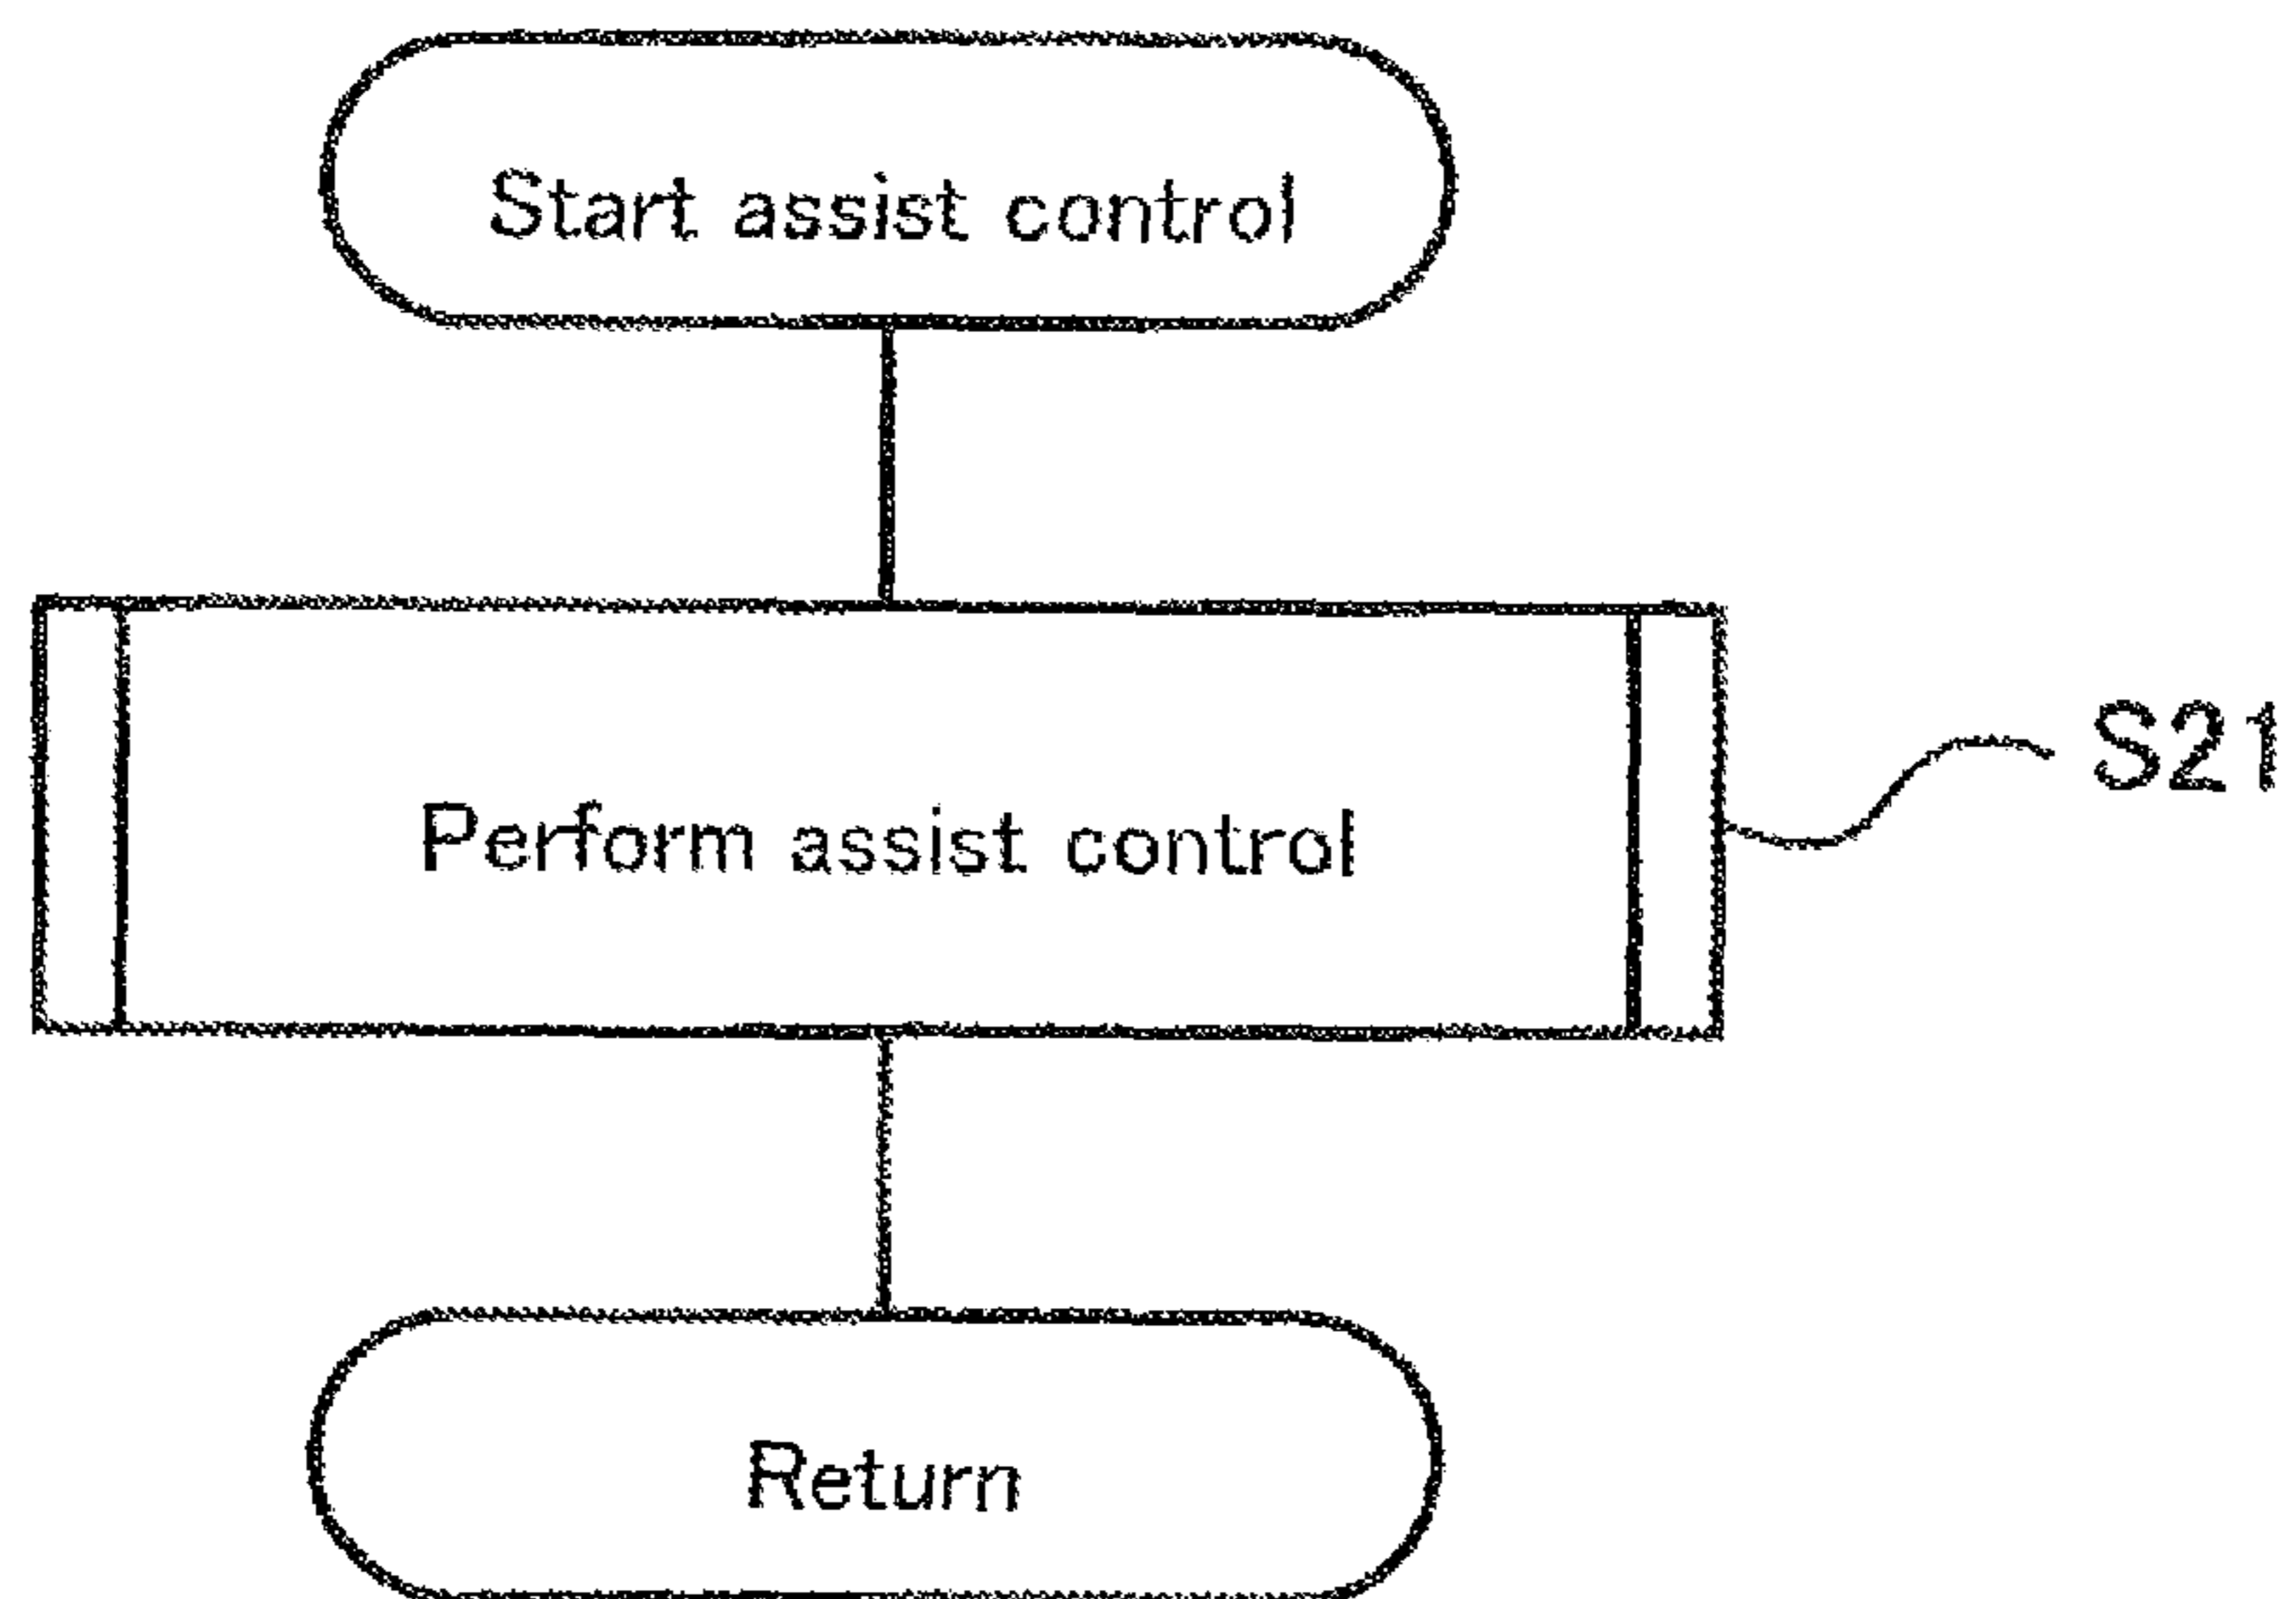 Start assist control
Perform assist control
S21
Return